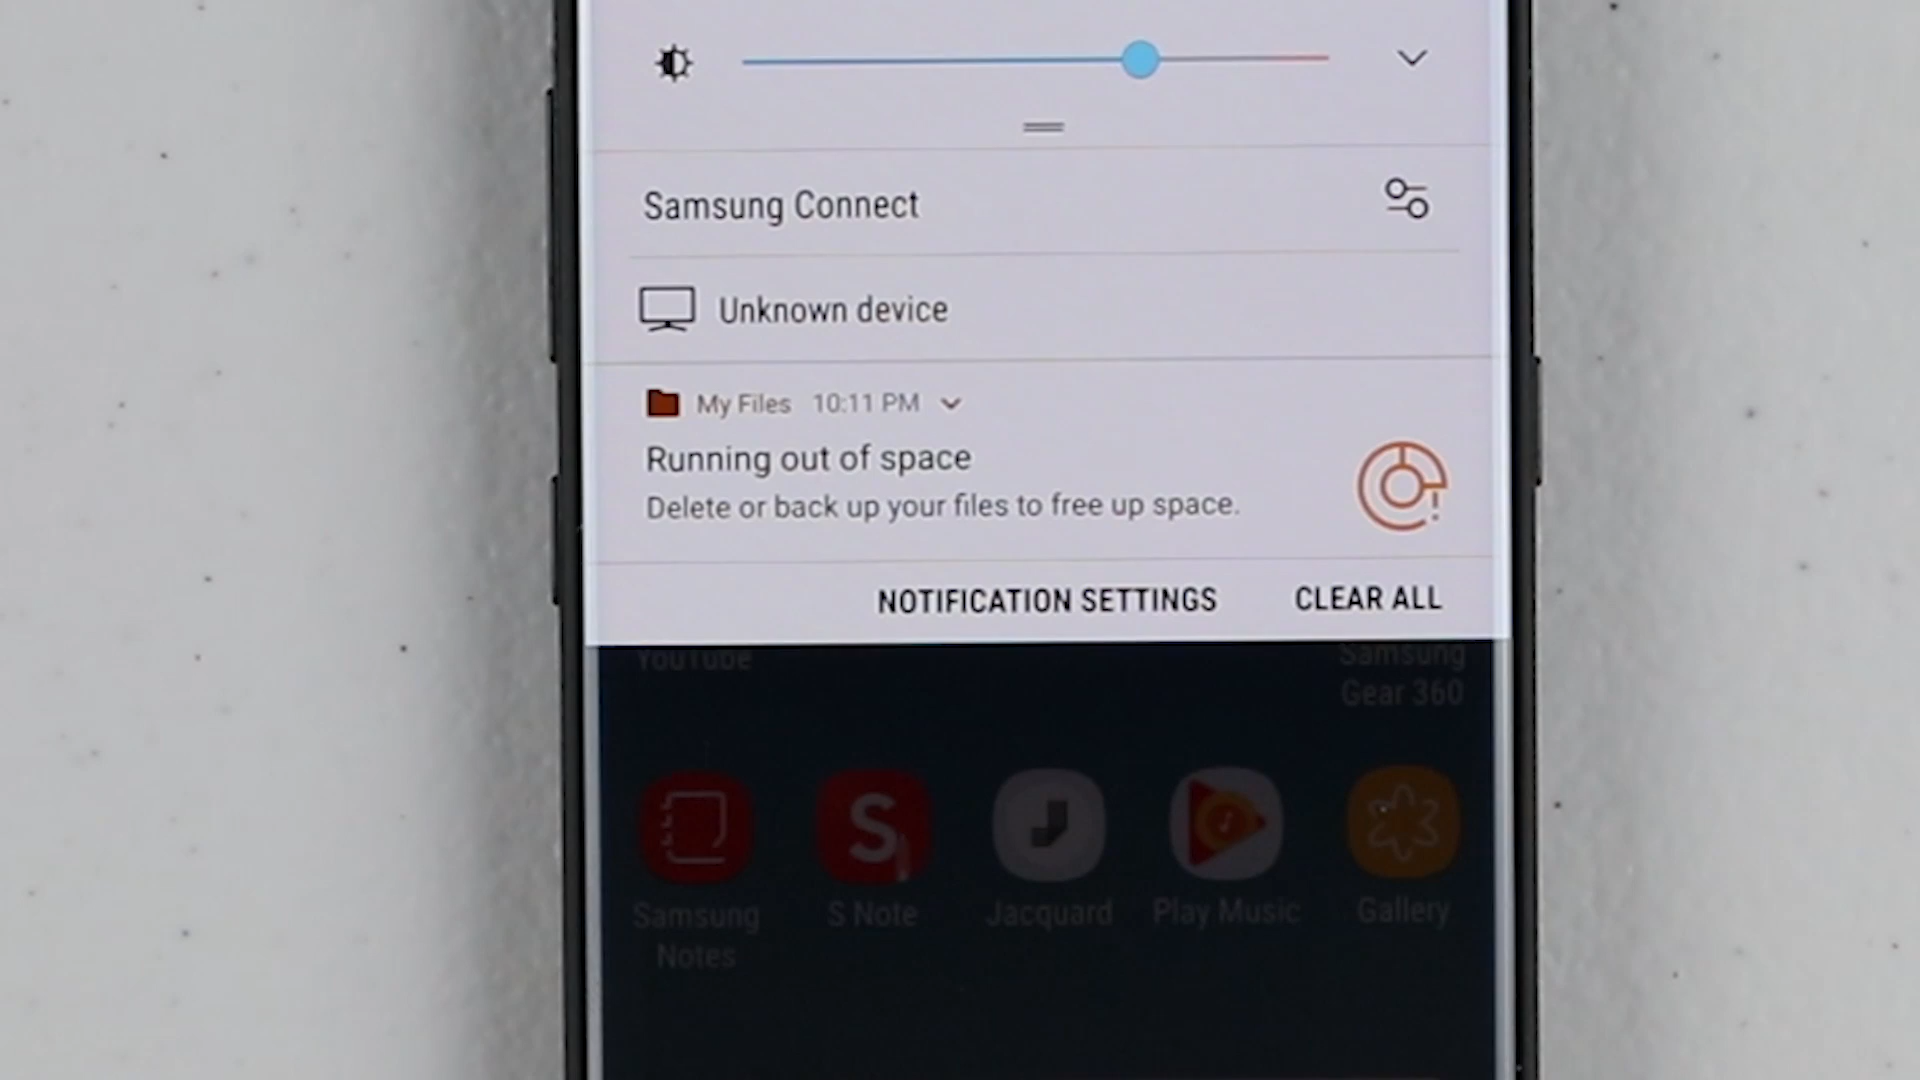 Samsung Connect
Unknown device
My Files 10:11 PM
Running out of space
Delete or back up your files to free up space.
NOTIFICATION SETTINGS CLEAR ALL
YouTube
Samsung
Gear 360
S
Samsung
Notes
S Note
Jacquard
Play Music
Gallery